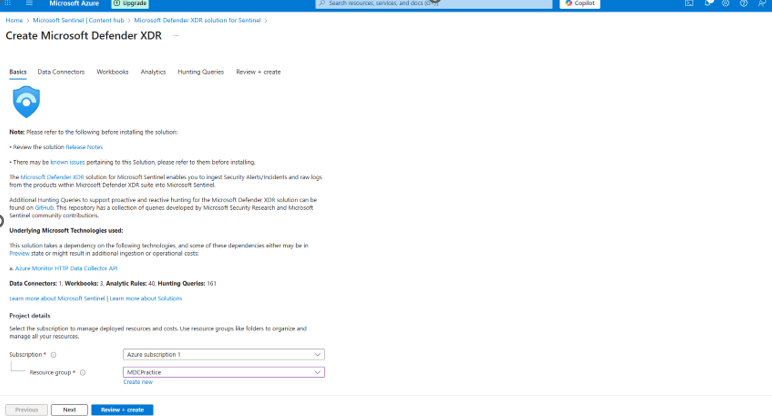 Microsoft Azure
Upgrade
Search resources, services, and docs (G+/)
Copilot
Home > Microsoft Sentinel | Content hub > Microsoft Defender XDR solution for Sentinel >
Create Microsoft Defender XDR ...
Basics Data Connectors Workbooks Analytics Hunting Queries Review + create
Note: Please refer to the following before installing the solution:
• Review the solution Release Notes
• There may be known issues pertaining to this Solution, please refer to them before installing.
The Microsoft Defender XDR solution for Microsoft Sentinel enables you to ingest Security Alerts/Incidents and raw logs
from the products within Microsoft Defender XDR suite into Microsoft Sentinel.
Additional Hunting Queries to support proactive and reactive hunting for the Microsoft Defender XDR solution can be
found on GitHub. This repository has a collection of queries developed by Microsoft Security Research and Microsoft
Sentinel community contributions.
Underlying Microsoft Technologies used:
This solution takes a dependency on the following technologies, and some of these dependencies either may be in
Preview state or might result in additional ingestion or operational costs:
a. Azure Monitor HTTP Data Collector API
Data Connectors: 1, Workbooks: 3, Analytic Rules: 40, Hunting Queries: 161
Learn more about Microsoft Sentinel | Learn more about Solutions
Project details
Select the subscription to manage deployed resources and costs. Use resource groups like folders to organize and
manage all your resources.
Subscription * Azure subscription 1
Resource group * MDCPractice
Create new
Previous Next Review + create